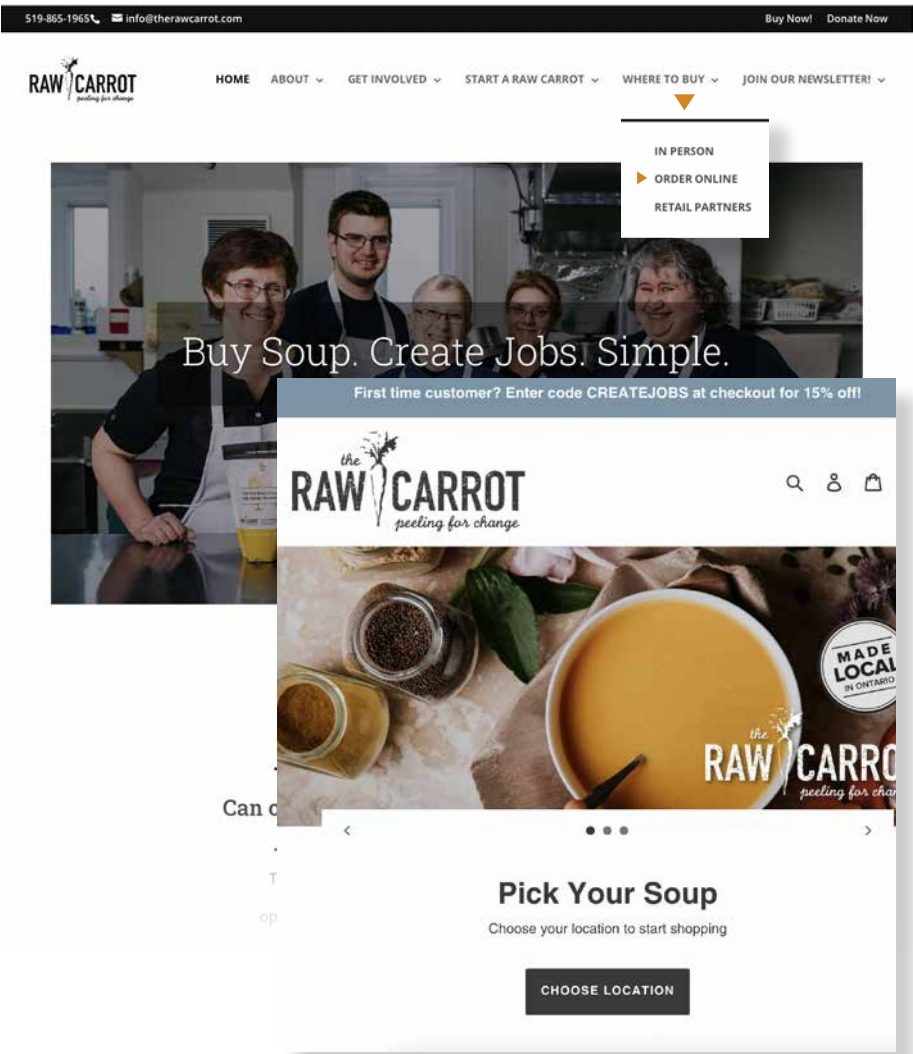 519-865-1965 info@therawcarrot.com Buy Now! Donate Now
RAW CARROT
peeling for change
HOME ABOUT GET INVOLVED START A RAW CARROT WHERE TO BUY JOIN OUR NEWSLETTER!
IN PERSON
ORDER ONLINE
RETAIL PARTNERS
Buy Soup. Create Jobs. Simple.
First time customer? Enter code CREATEJOBS at checkout for 15% off!
the
RAW CARROT
peeling for change
MADE
LOCAL
IN ONTARIO
the
RAW CARRO
peeling for chan
Can o
T
op
Pick Your Soup
Choose your location to start shopping
CHOOSE LOCATION